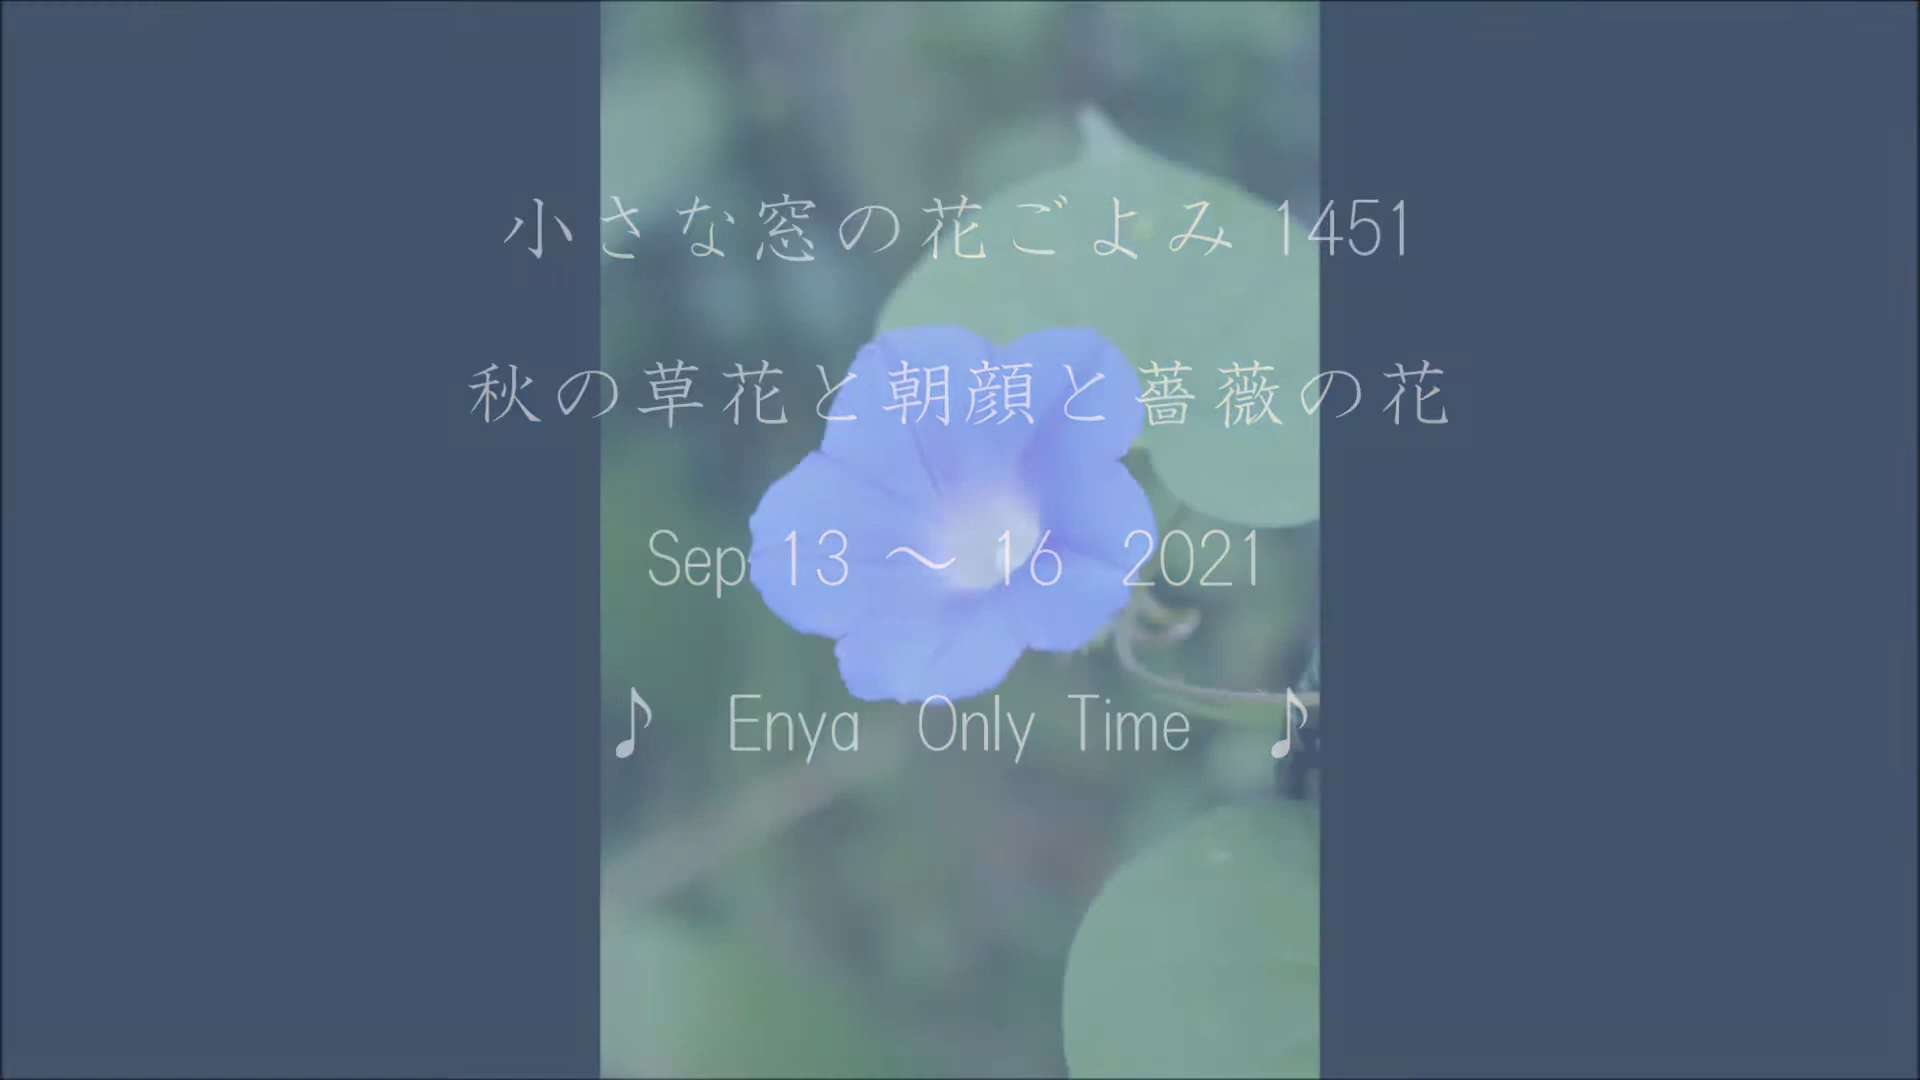 小さな窓の花ごよみ 1451
秋の草花と朝顔と薔薇の花
Sep 13 ～ 16 2021
♪ Enya Only Time ♪